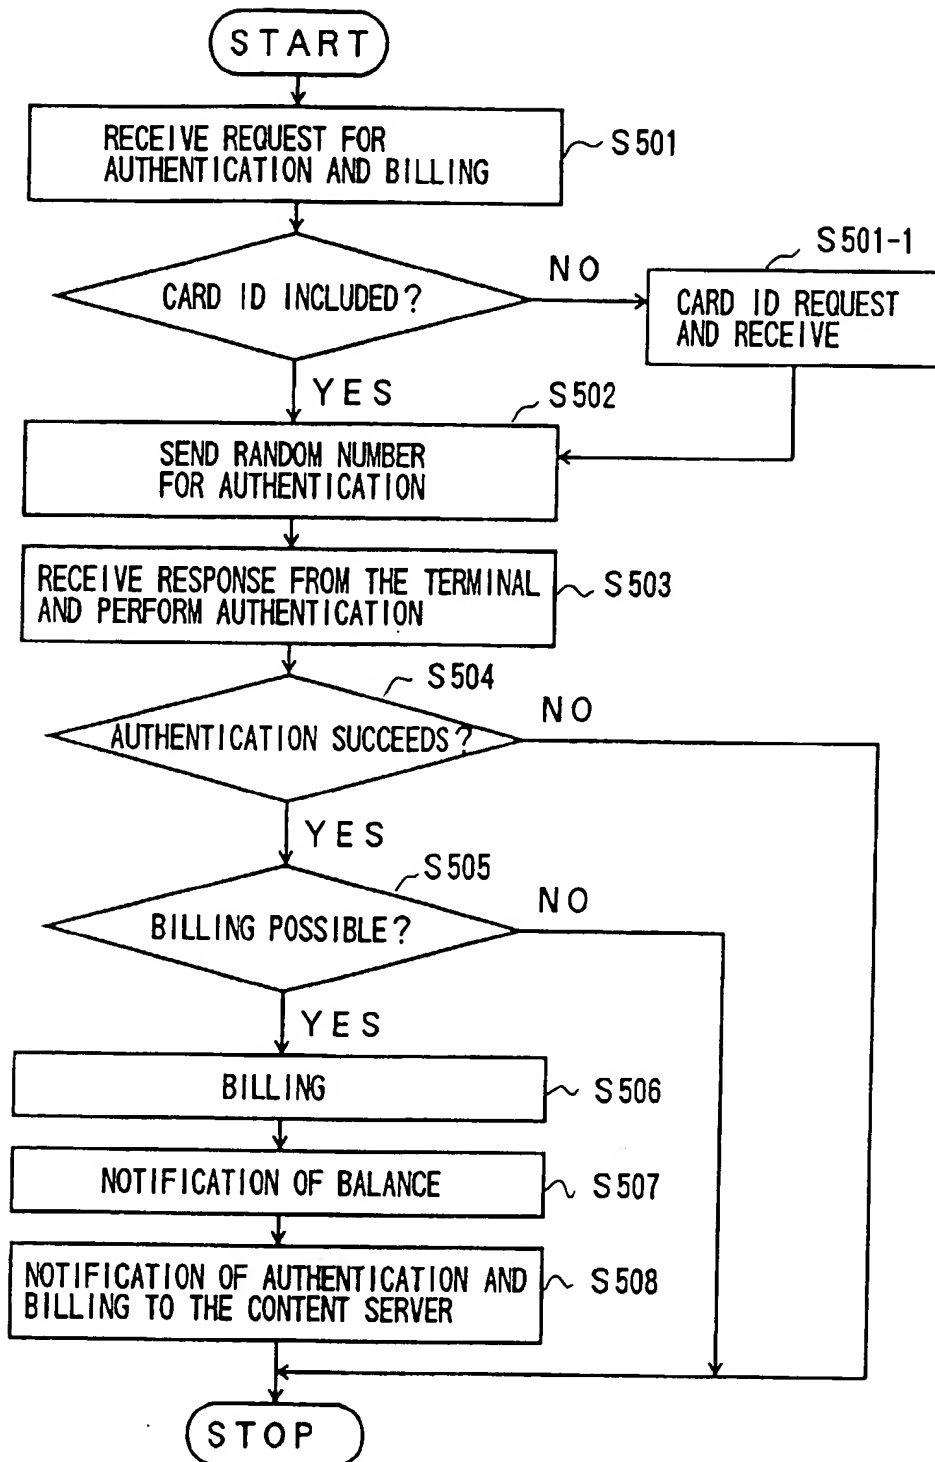 START
RECEIVE REQUEST FOR
AUTHENTICATION AND BILLING
S501
CARD ID INCLUDED?
NO
S501-1
CARD ID REQUEST
AND RECEIVE
YES
S502
SEND RANDOM NUMBER
FOR AUTHENTICATION
RECEIVE RESPONSE FROM THE TERMINAL
AND PERFORM AUTHENTICATION
S503
S504
AUTHENTICATION SUCCEEDS?
NO
YES
S505
BILLING POSSIBLE?
NO
YES
BILLING
S506
NOTIFICATION OF BALANCE
S507
NOTIFICATION OF AUTHENTICATION AND
BILLING TO THE CONTENT SERVER
S508
STOP